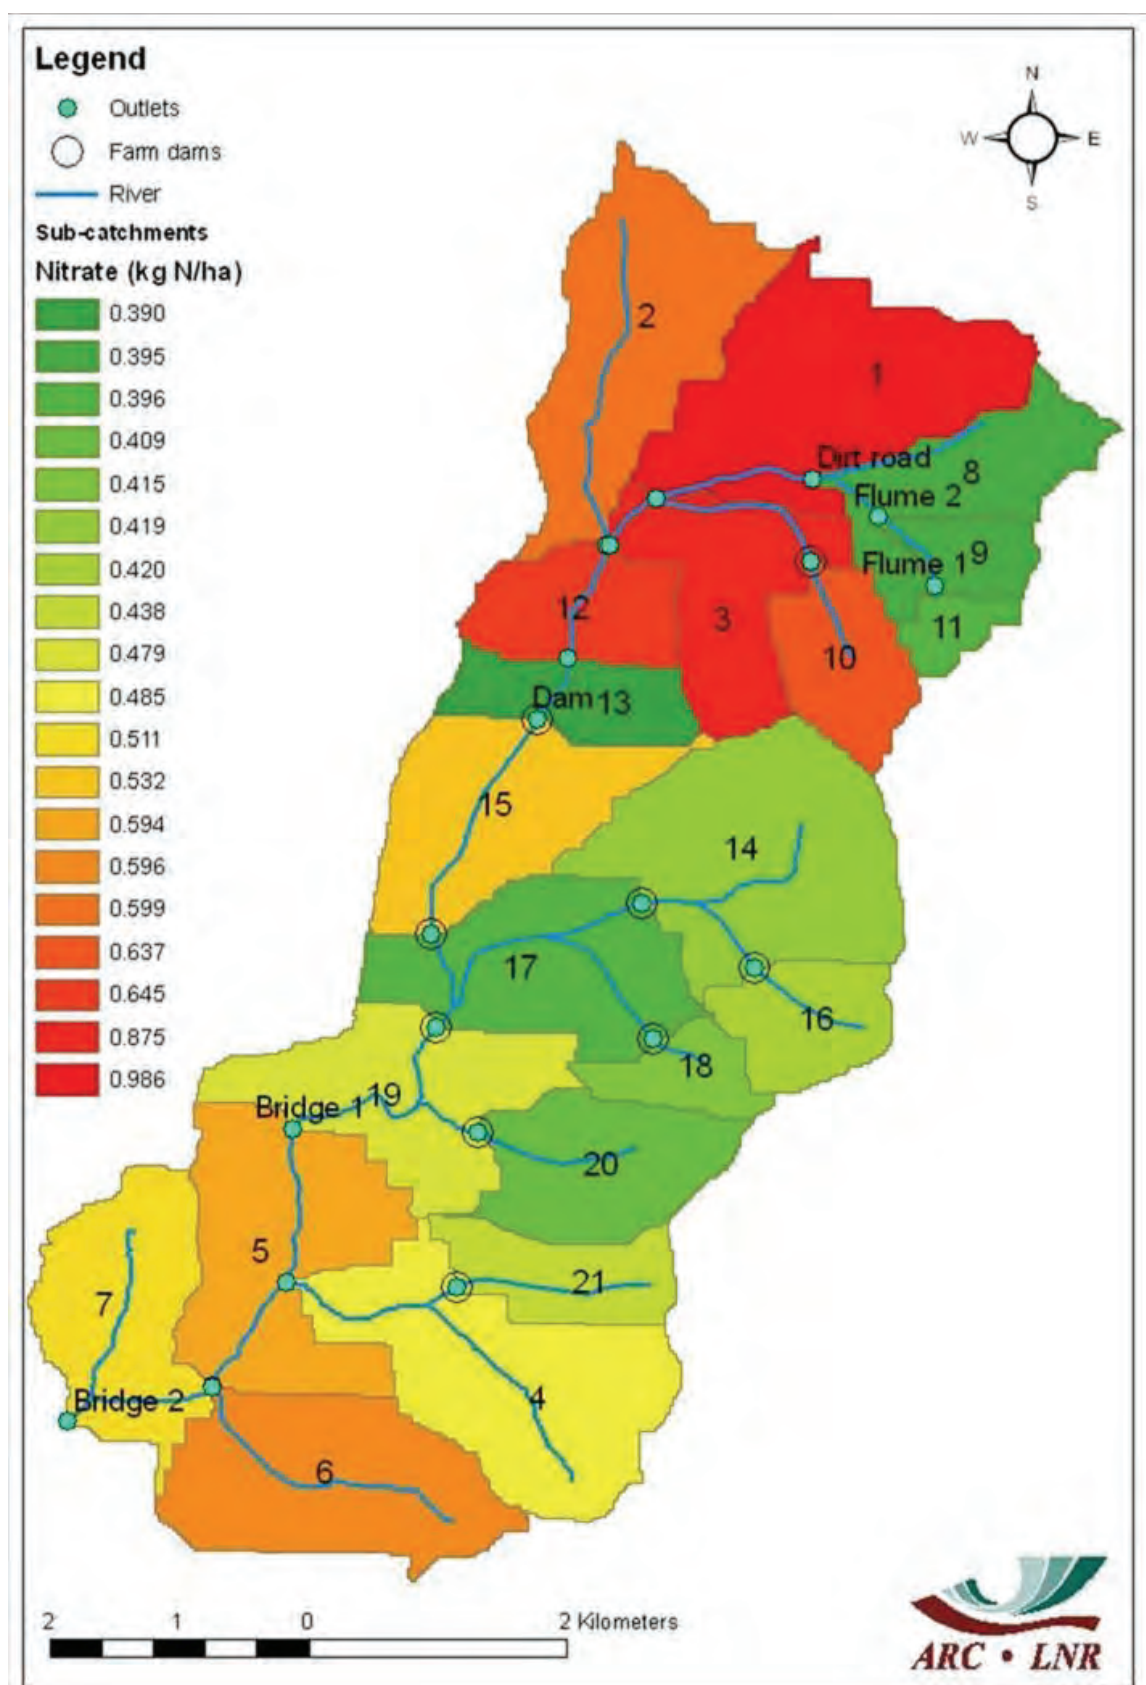 Legend
Outlets
Farm dams
River
Sub-catchments
Nitrate (kg N/ha)
0.390
0.395
0.396
0.409
0.415
0.419
0.420
0.438
0.479
0.485
0.511
0.532
0.594
0.596
0.599
0.637
0.645
0.875
0.986
N
W E
S
2
1
Dirt road
8
Flume 2
Flume 1 9
12
3
11
10
Dam 13
15
14
17
16
18
Bridge 1 19
20
5
21
7
Bridge 2
4
6
2 1 0 2 Kilometers
ARC • LNR